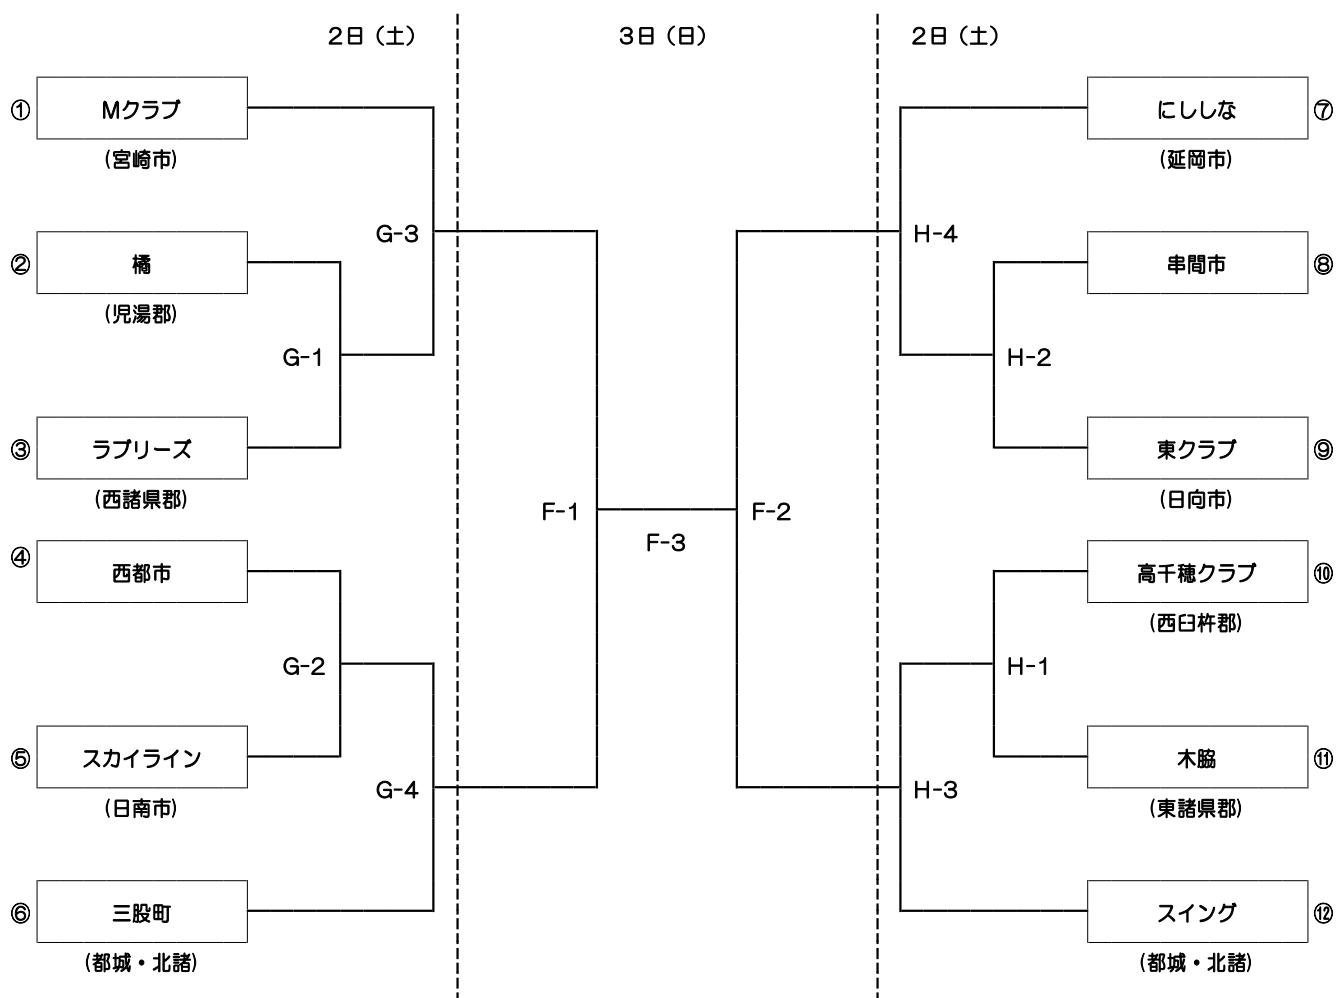 2日（土）
3日（日）
2日（土）
① Mクラブ
(宮崎市)
G-3
② 橘
(児湯郡)
G-1
③ ラブリーズ
(西諸県郡)
F-1
④ 西都市
G-2
⑤ スカイライン
(日南市)
G-4
⑥ 三股町
(都城・北諸)
F-3
にししな ⑦
(延岡市)
H-4
串間市 ⑧
H-2
東クラブ ⑨
(日向市)
F-2
高千穂クラブ ⑩
(西臼杵郡)
H-1
木脇 ⑪
(東諸県郡)
H-3
スイング ⑫
(都城・北諸)